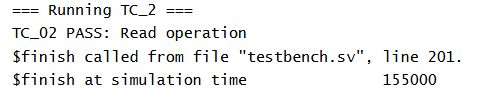 === Running TC_2 ===
TC_02 PASS: Read operation
$finish called from file "testbench.sv", line 201.
$finish at simulation time                155000